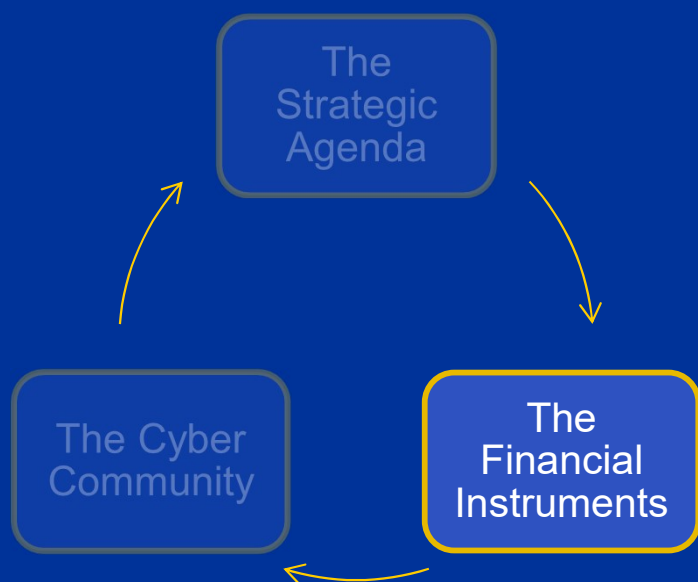 The
Strategic
Agenda
The Cyber
Community
The
Financial
Instruments